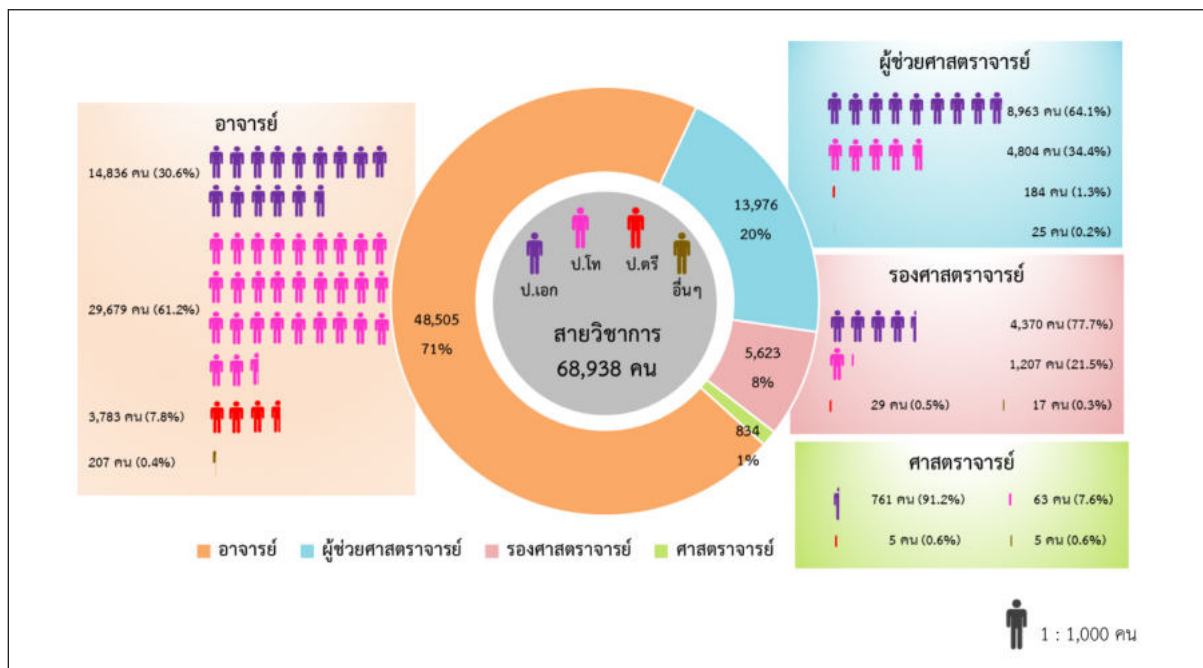 อาจารย์
14,836 คน (30.6%)
29,679 คน (61.2%)
3,783 คน (7.8%)
207 คน (0.4%)
48,505
71%
13,976
20%
5,623
8%
834
1%
ป.เอก
ป.โท
ป.ตรี
อื่นๆ
สายวิชาการ
68,938 คน
ผู้ช่วยศาสตราจารย์
8,963 คน (64.1%)
4,804 คน (34.4%)
184 คน (1.3%)
25 คน (0.2%)
รองศาสตราจารย์
4,370 คน (77.7%)
1,207 คน (21.5%)
29 คน (0.5%) 17 คน (0.3%)
ศาสตราจารย์
761 คน (91.2%) 63 คน (7.6%)
5 คน (0.6%) 5 คน (0.6%)
อาจารย์ ผู้ช่วยศาสตราจารย์ รองศาสตราจารย์ ศาสตราจารย์
1 : 1,000 คน